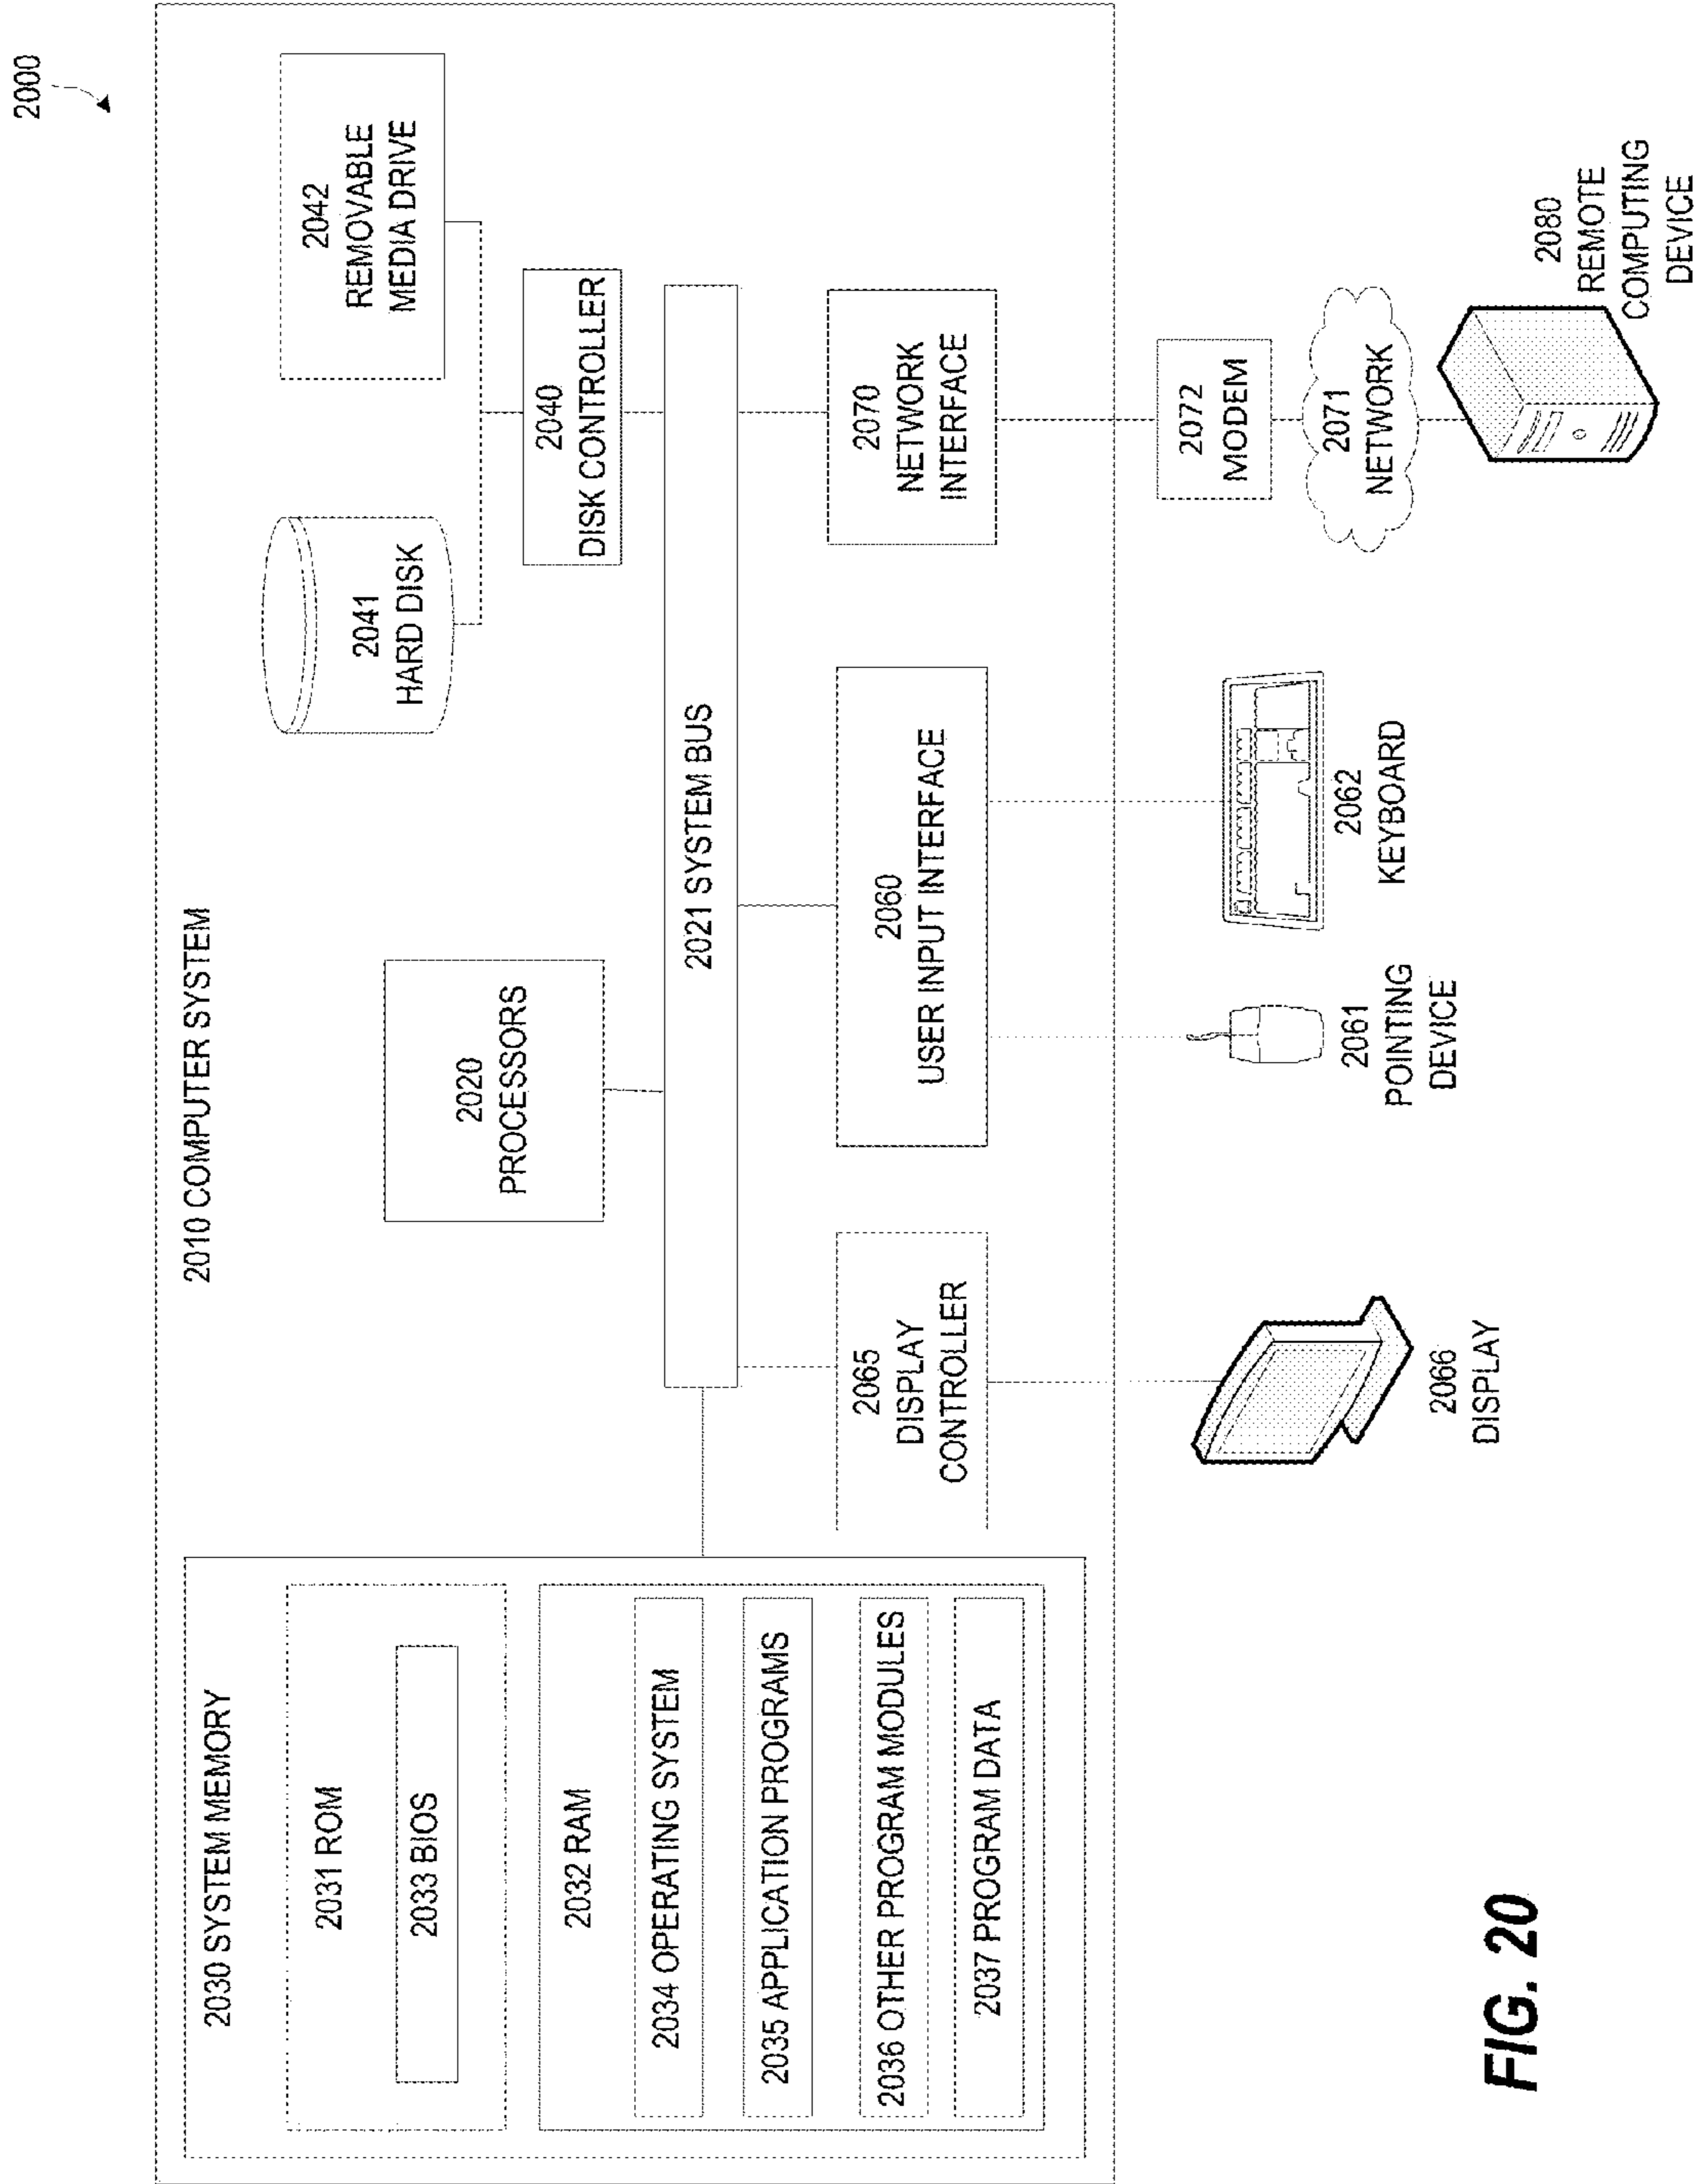 2000
2010 COMPUTER SYSTEM
2030 SYSTEM MEMORY
2031 ROM
2033 BIOS
2032 RAM
2034 OPERATING SYSTEM
2035 APPLICATION PROGRAMS
2036 OTHER PROGRAM MODULES
2037 PROGRAM DATA
2020
PROCESSORS
2041
HARD DISK
2042
REMOVABLE
MEDIA DRIVE
2040
DISK CONTROLLER
2021 SYSTEM BUS
2065
DISPLAY
CONTROLLER
2060
USER INPUT INTERFACE
2070
NETWORK
INTERFACE
2066
DISPLAY
2061
POINTING
DEVICE
2062
KEYBOARD
2072
MODEM
2071
NETWORK
2080
REMOTE
COMPUTING
DEVICE
FIG. 20